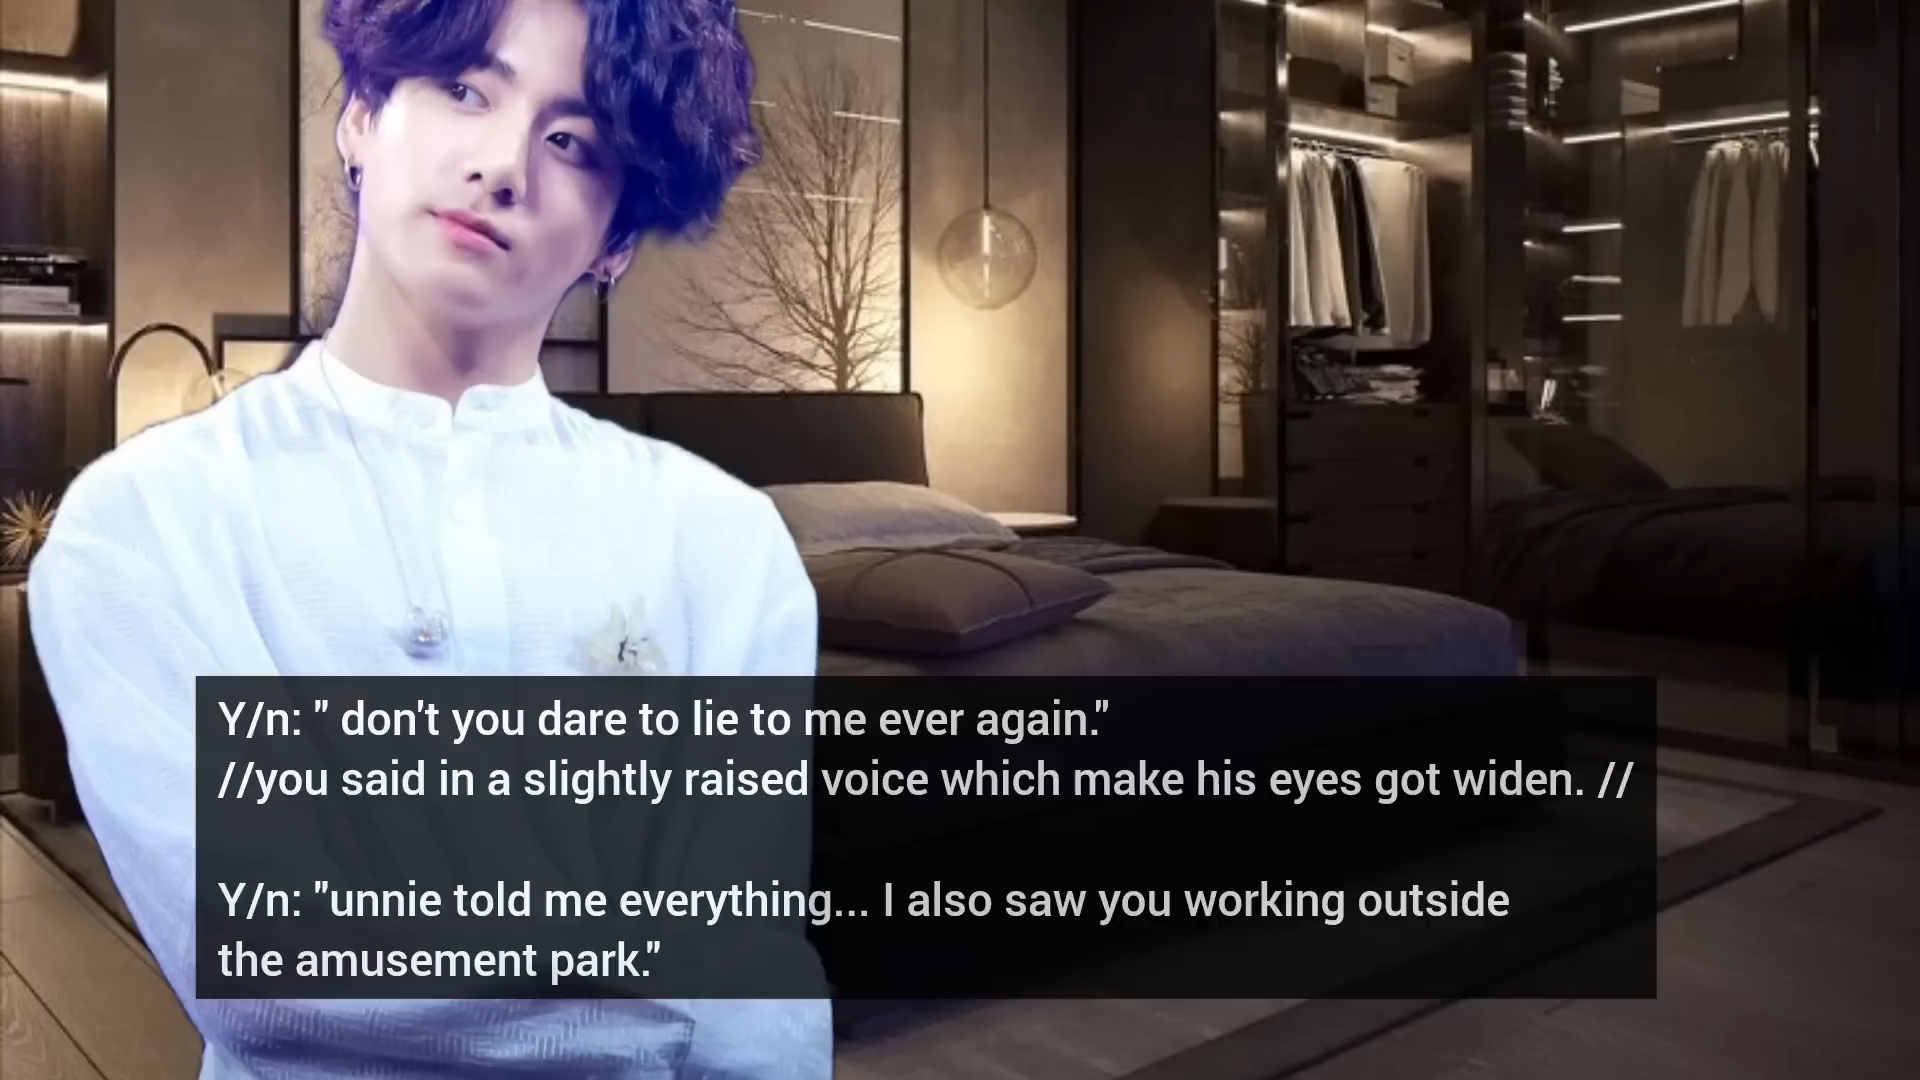 Y/n: " don't you dare to lie to me ever again."
//you said in a slightly raised voice which make his eyes got widen. //
Y/n: "unnie told me everything... I also saw you working outside
the amusement park."